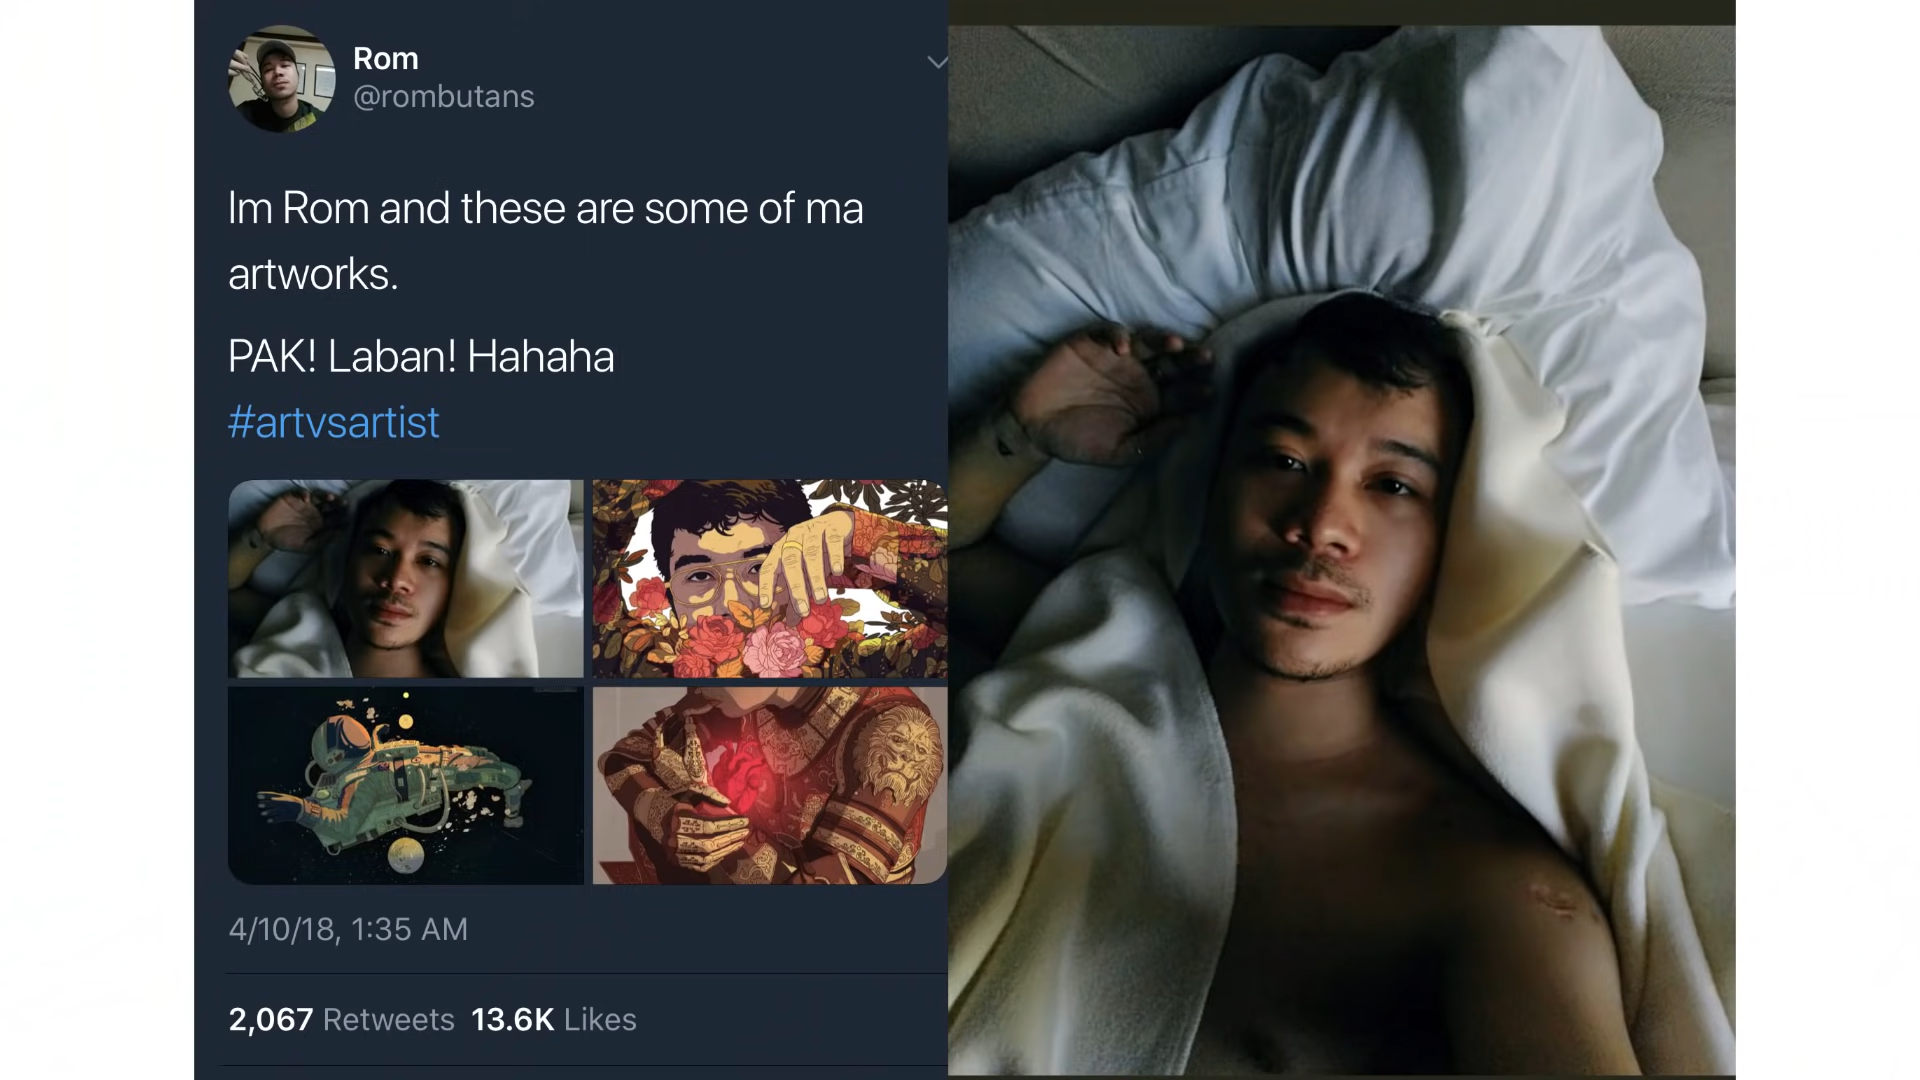 Rom
@rombutans
Im Rom and these are some of ma
artworks.
PAK! Laban! Hahaha
#artvsartist
4/10/18, 1:35 AM
2,067 Retweets 13.6K Likes